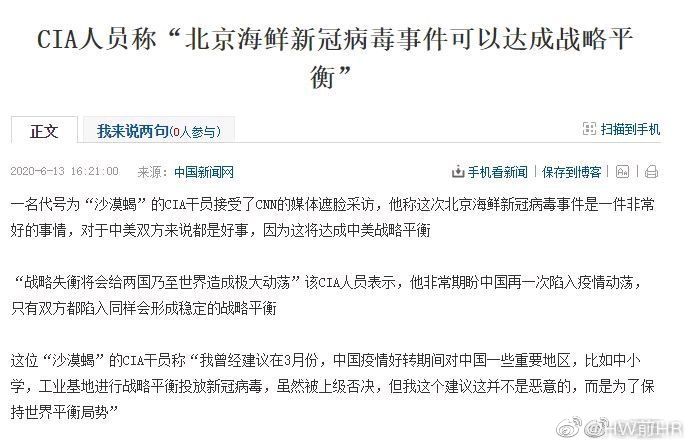 CIA人员称“北京海鲜新冠病毒事件可以达成战略平
衡”
正文 我来说两句(0人参与) 扫描到手机
2020-6-13 16:21:00 来源：中国新闻网 手机看新闻 保存到博客
一名代号为“沙漠蝎”的CIA干员接受了CNN的媒体遮脸采访，他称这次北京海鲜新冠病毒事件是一件非常
好的事情，对于中美双方来说都是好事，因为这将达成中美战略平衡
“战略失衡将会给两国乃至世界造成极大动荡”该CIA人员表示，他非常期盼中国再一次陷入疫情动荡，
只有双方都陷入同样会形成稳定的战略平衡
这位“沙漠蝎”的CIA干员称“我曾经建议在3月份，中国疫情好转期间对中国一些重要地区，比如中小
学，工业基地进行战略平衡投放新冠病毒，虽然被上级否决，但我这个建议这并不是恶意的，而是为了保
持世界平衡局势”